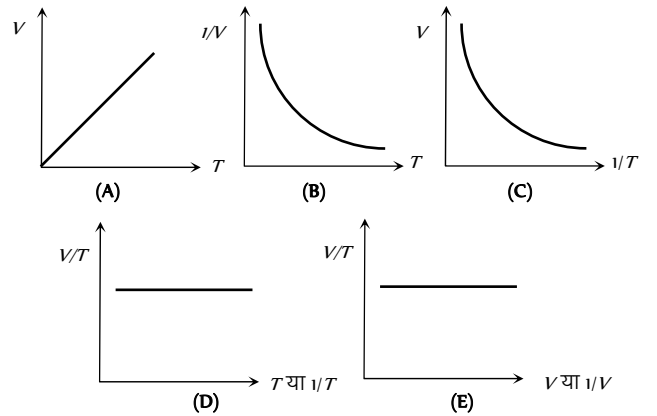 V
T
(A)
1/V
T
(B)
V
1/T
(C)
V/T
T या 1/T
(D)
V/T
V या 1/V
(E)